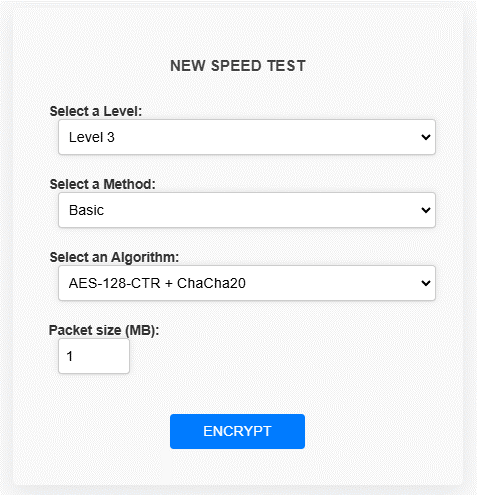 NEW SPEED TEST
Select a Level:
Level 3
Select a Method:
Basic
Select an Algorithm:
AES-128-CTR + ChaCha20
Packet size (MB):
1
ENCRYPT